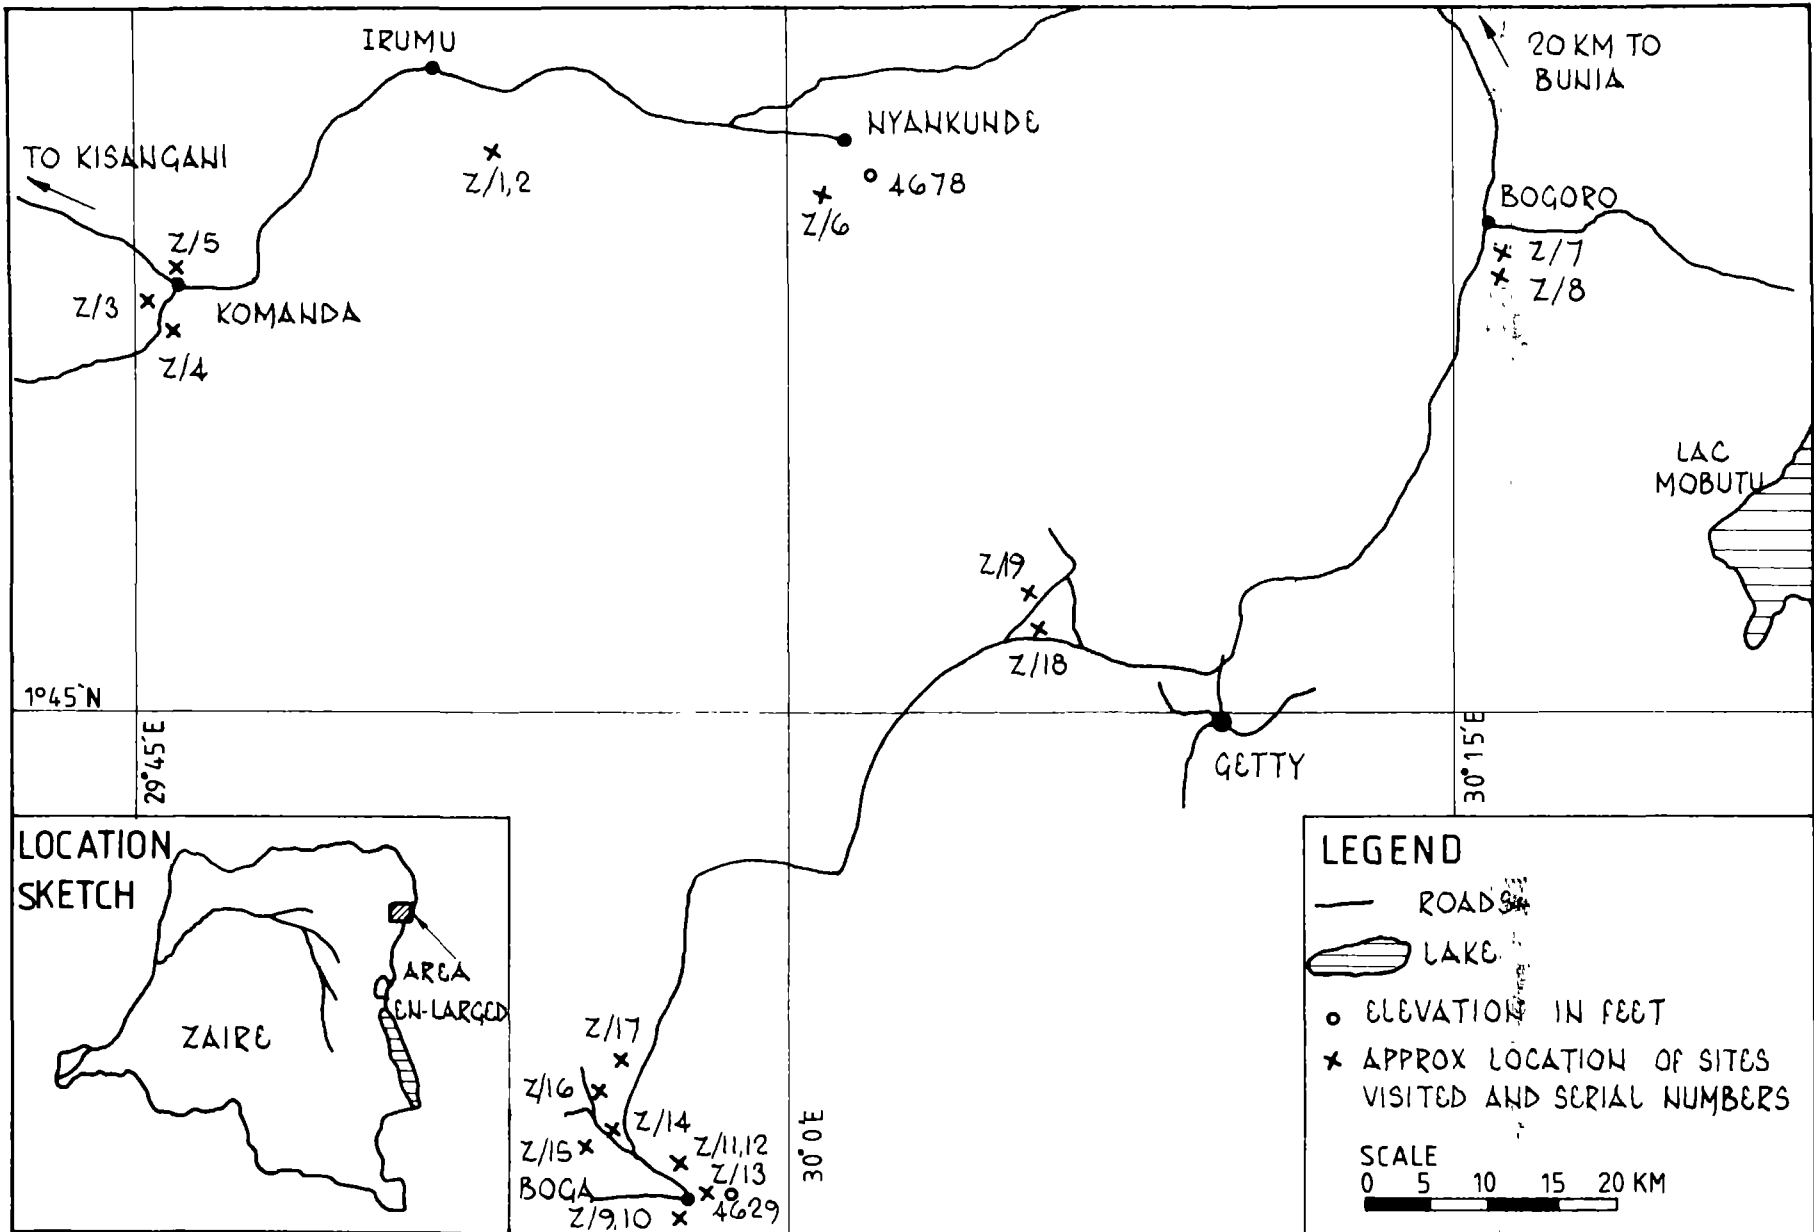 IRUMU
20 KM TO
BUNIA
NYANKUNDE
TO KISANGANI
Z/1,2
4678
Z/6
BOGORO
Z/5
Z/7
Z/8
Z/3
KOMANDA
Z/4
LAC
MOBUTU
Z/19
Z/18
1°45'N
29°45'E
30°15'E
GETTY
LOCATION
SKETCH
AREA
EN-LARGED
ZAIRE
Z/17
Z/16
Z/14
Z/15
Z/11,12
Z/13
BOGA
4629
Z/9,10
30°0'E
LEGEND
ROADS
LAKE
ELEVATION IN FEET
APPROX LOCATION OF SITES
VISITED AND SERIAL NUMBERS
SCALE
0 5 10 15 20 KM